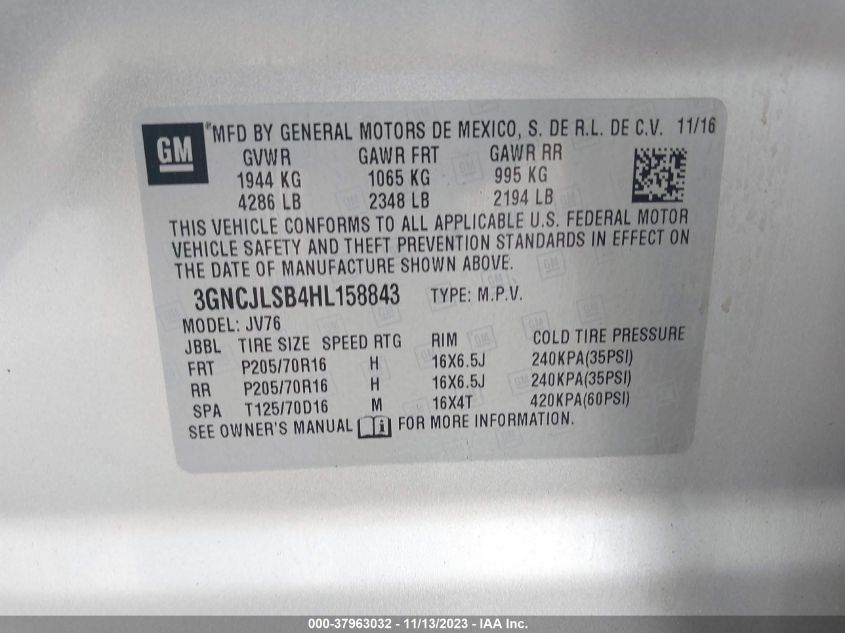 GM ®MFD BY GENERAL MOTORS DE MEXICO, S. DE R.L. DE C.V. 11/16
GVWR GAWR FRT GAWR RR
1944 KG 1065 KG 995 KG
4286 LB 2348 LB 2194 LB
THIS VEHICLE CONFORMS TO ALL APPLICABLE U.S. FEDERAL MOTOR
VEHICLE SAFETY AND THEFT PREVENTION STANDARDS IN EFFECT ON
THE DATE OF MANUFACTURE SHOWN ABOVE.
3GNCJLSB4HL158843 TYPE: M.P.V.
MODEL: JV76
JBBL TIRE SIZE SPEED RTG RIM COLD TIRE PRESSURE
FRT P205/70R16 H 16X6.5J 240KPA(35PSI)
RR P205/70R16 H 16X6.5J 240KPA(35PSI)
SPA T125/70D16 M 16X4T 420KPA(60PSI)
SEE OWNER'S MANUAL i FOR MORE INFORMATION.
000-37963032 - 11/13/2023 - IAA Inc.